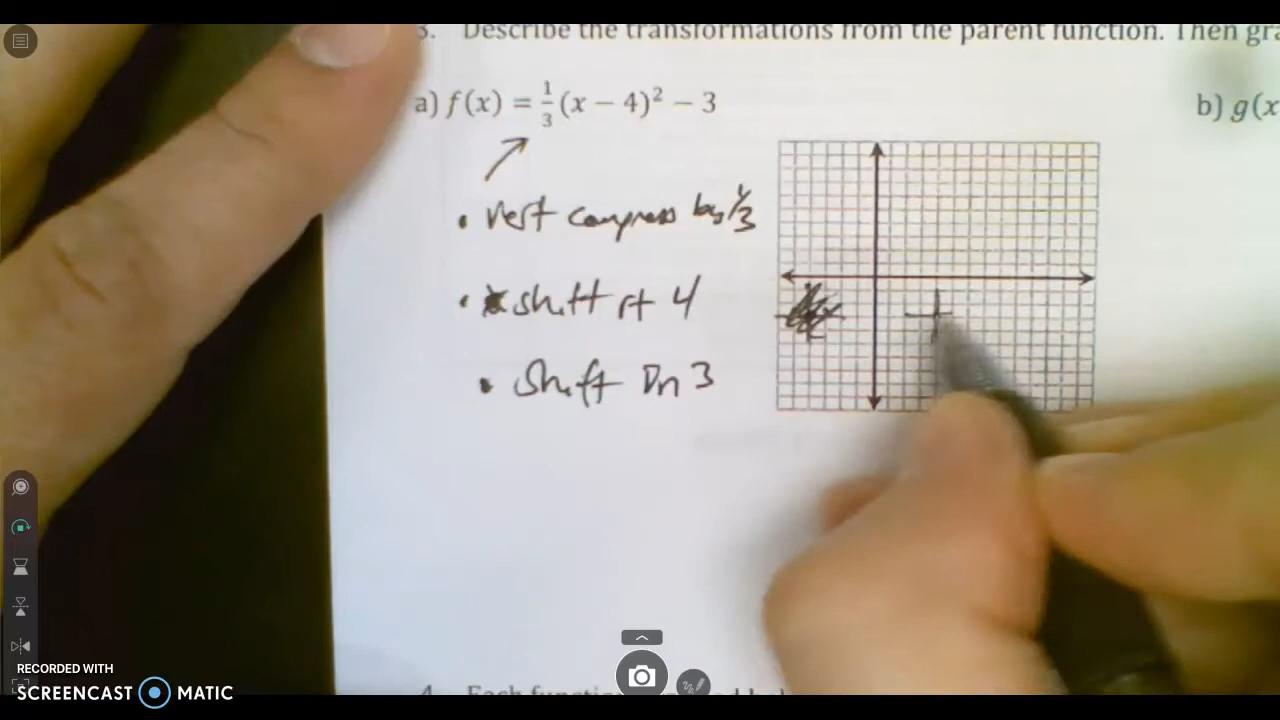 3. Describe the transformations from the parent function. Then gra
a) f(x) = 1/3(x − 4)² − 3
b) g(x
• Vert compress by 1/3
• shift rt 4
• Shift Dn 3
RECORDED WITH
SCREENCAST MATIC